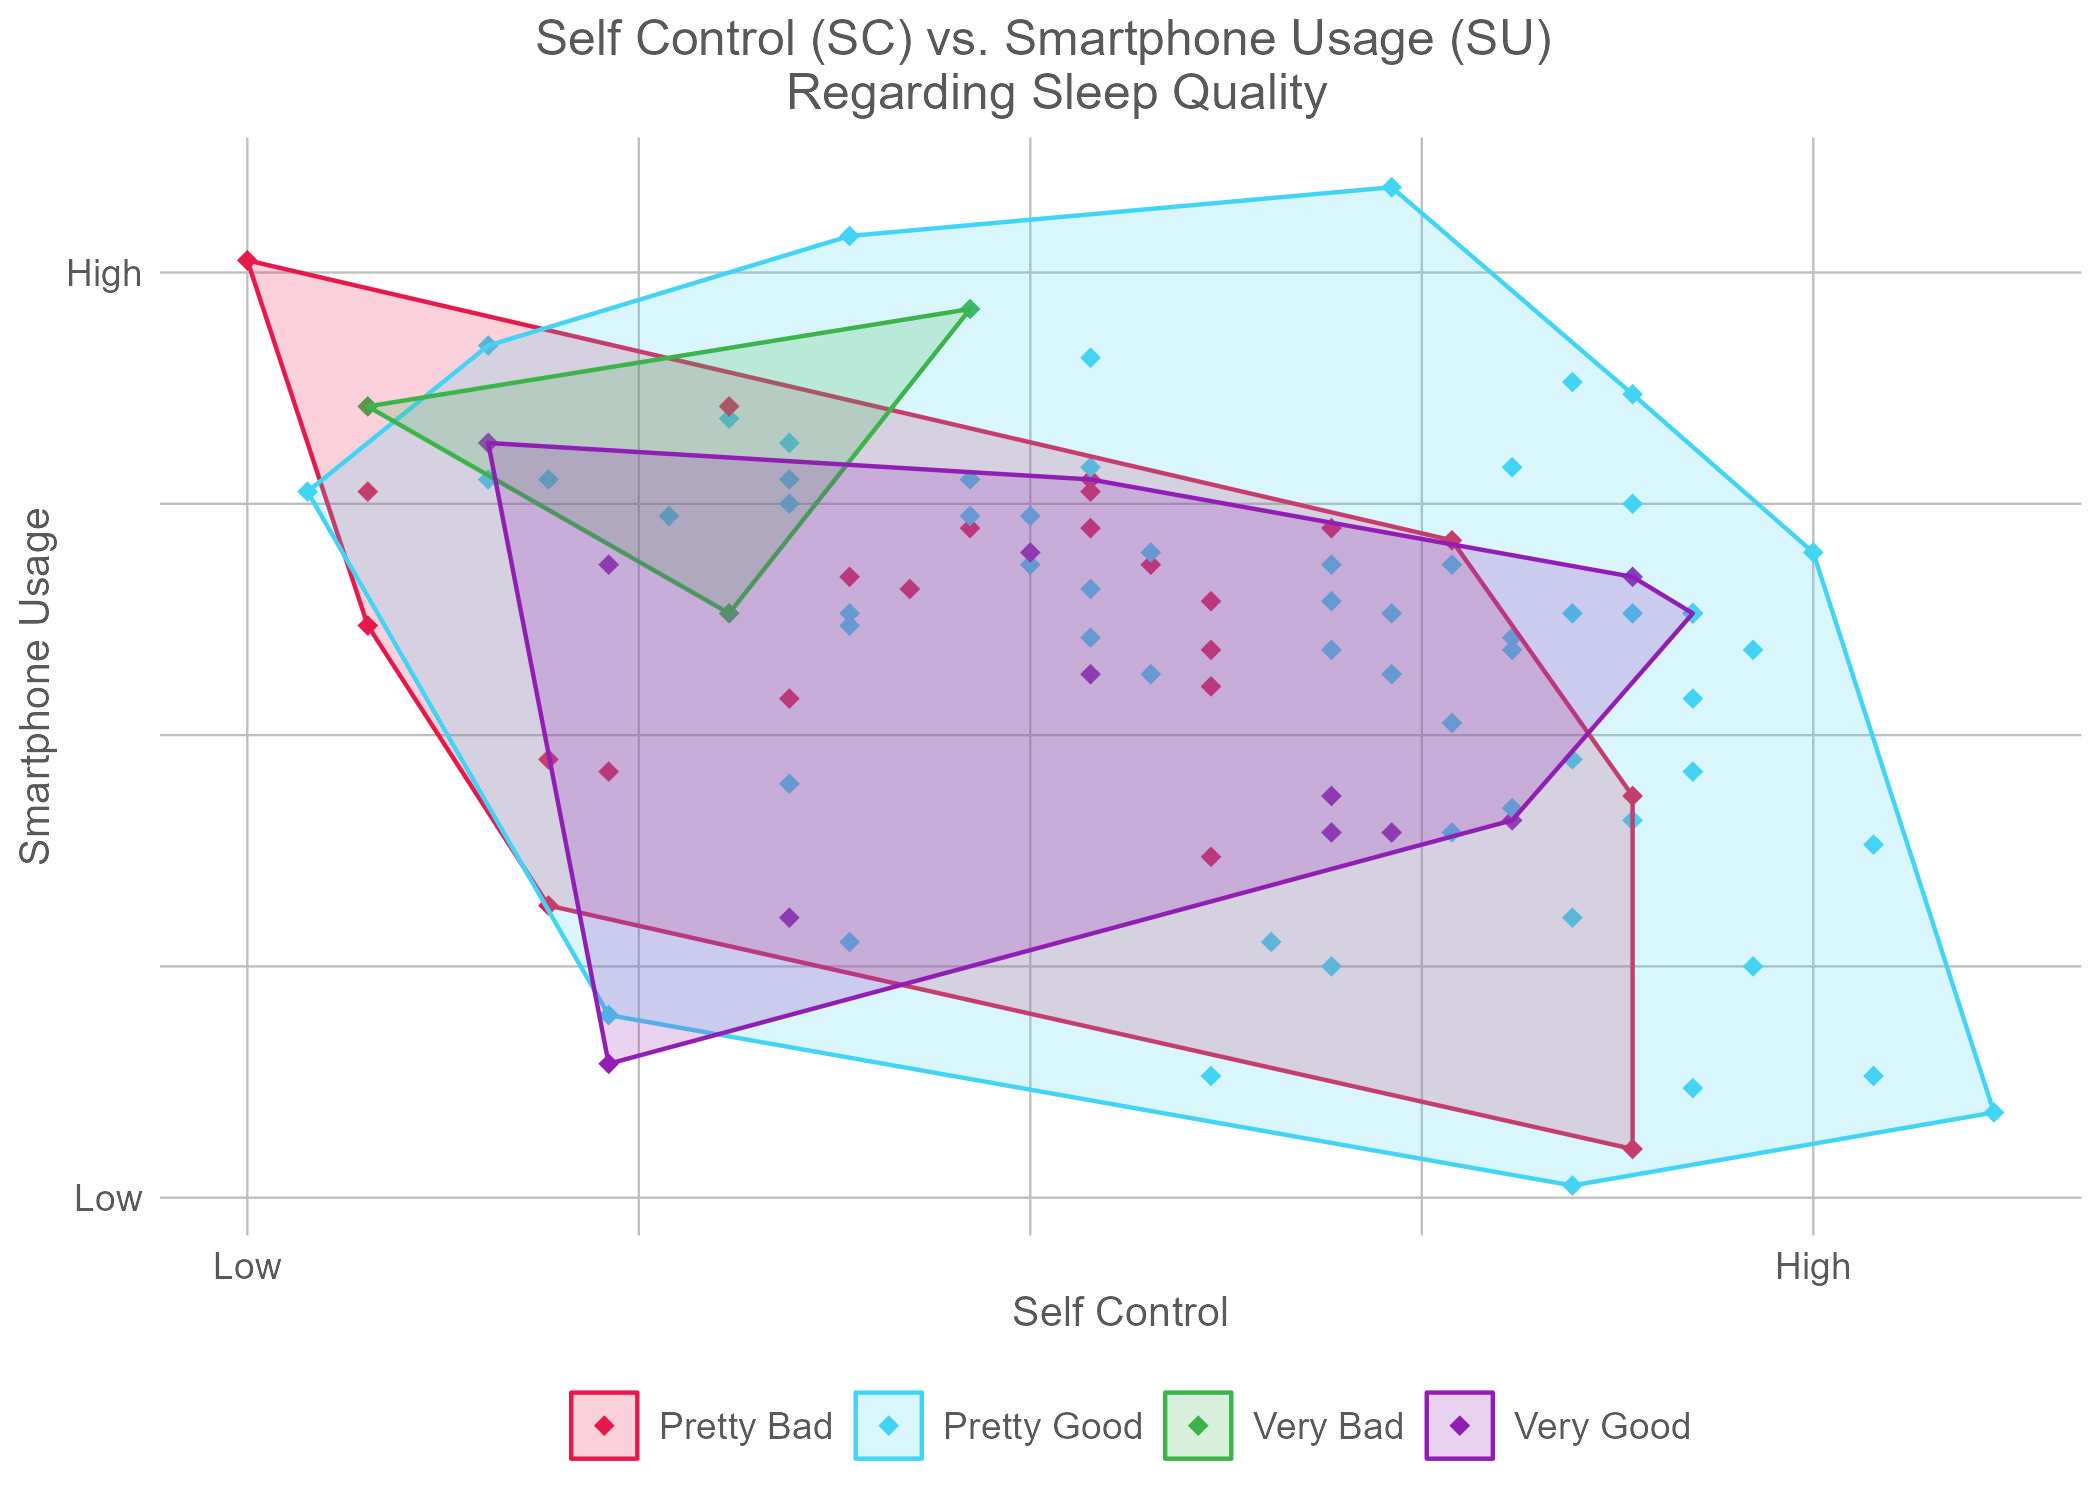 Self Control (SC) vs. Smartphone Usage (SU)
Regarding Sleep Quality
High
Smartphone Usage
Low
Low
High
Self Control
Pretty Bad
Pretty Good
Very Bad
Very Good